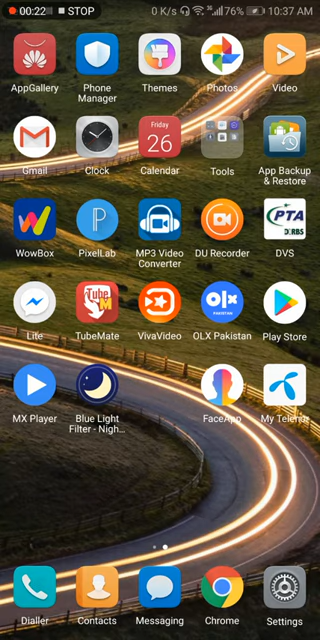 00:22 STOP 0 K/s 76% 10:37 AM
AppGallery Phone Manager Themes Photos Video
Friday
26
Gmail Clock Calendar Tools App Backup & Restore
PTA
DIRBS
WowBox PixelLab MP3 Video Converter DU Recorder DVS
Tube
olx
PAKISTAN
Lite TubeMate VivaVideo OLX Pakistan Play Store
MX Player Blue Light Filter - Nigh... FaceApp My Telenor
Dialler Contacts Messaging Chrome Settings